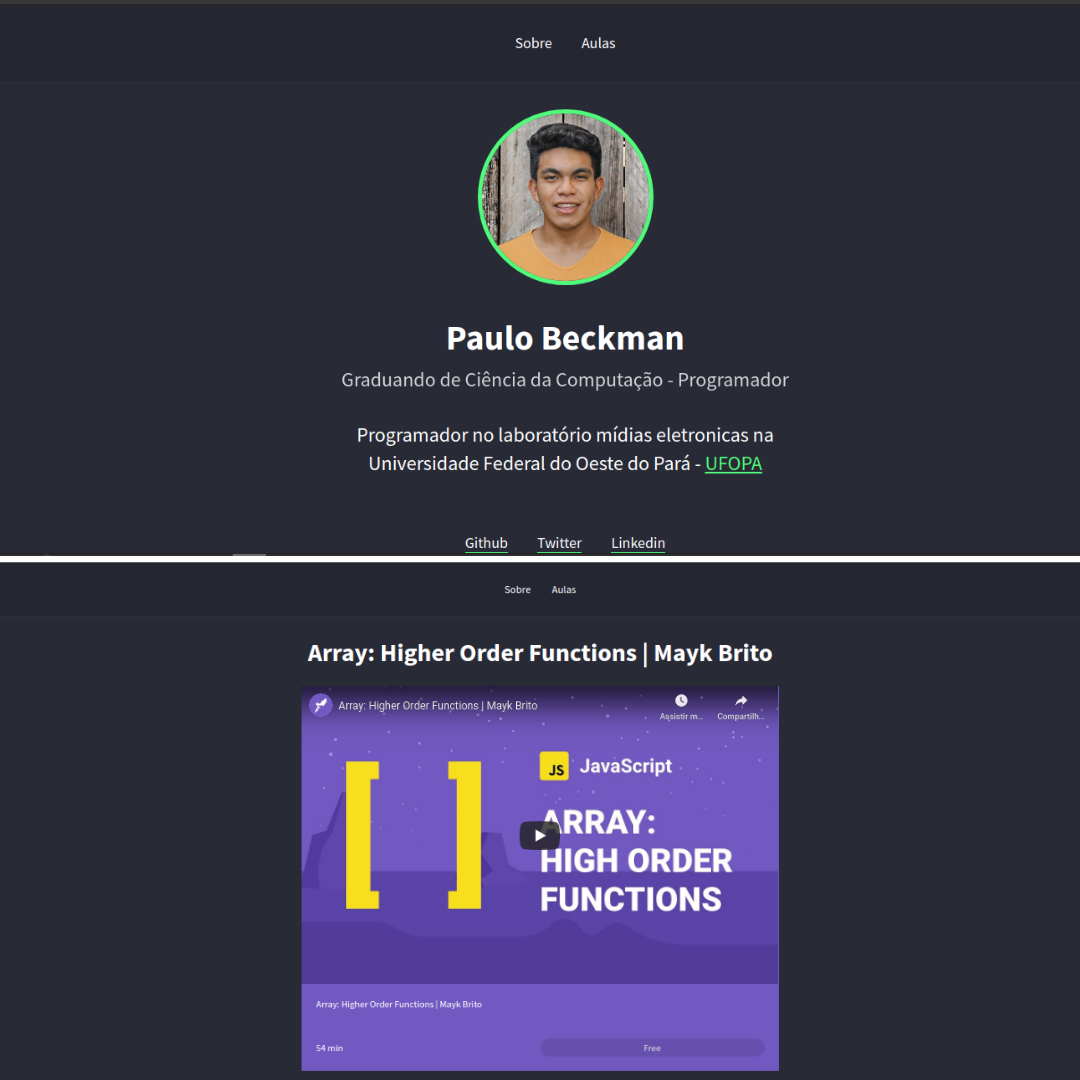 Sobre Aulas
Paulo Beckman
Graduando de Ciência da Computação - Programador
Programador no laboratório mídias eletronicas na
Universidade Federal do Oeste do Pará - UFOPA
Github Twitter Linkedin
Sobre Aulas
Array: Higher Order Functions | Mayk Brito
Array: Higher Order Functions | Mayk Brito
Assistir m... Compartilh...
[ ]
JS JavaScript
ARRAY:
HIGH ORDER
FUNCTIONS
Array: Higher Order Functions | Mayk Brito
54 min Free